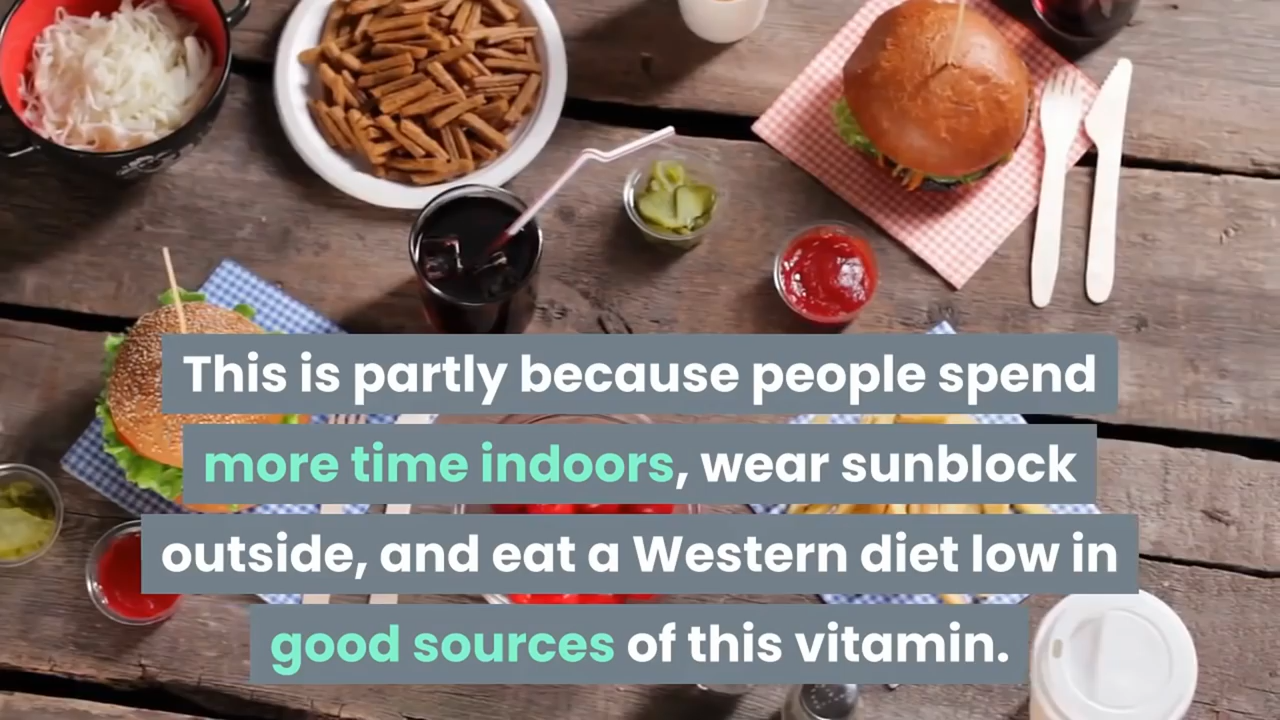 This is partly because people spend
more time indoors, wear sunblock
outside, and eat a Western diet low in
good sources of this vitamin.